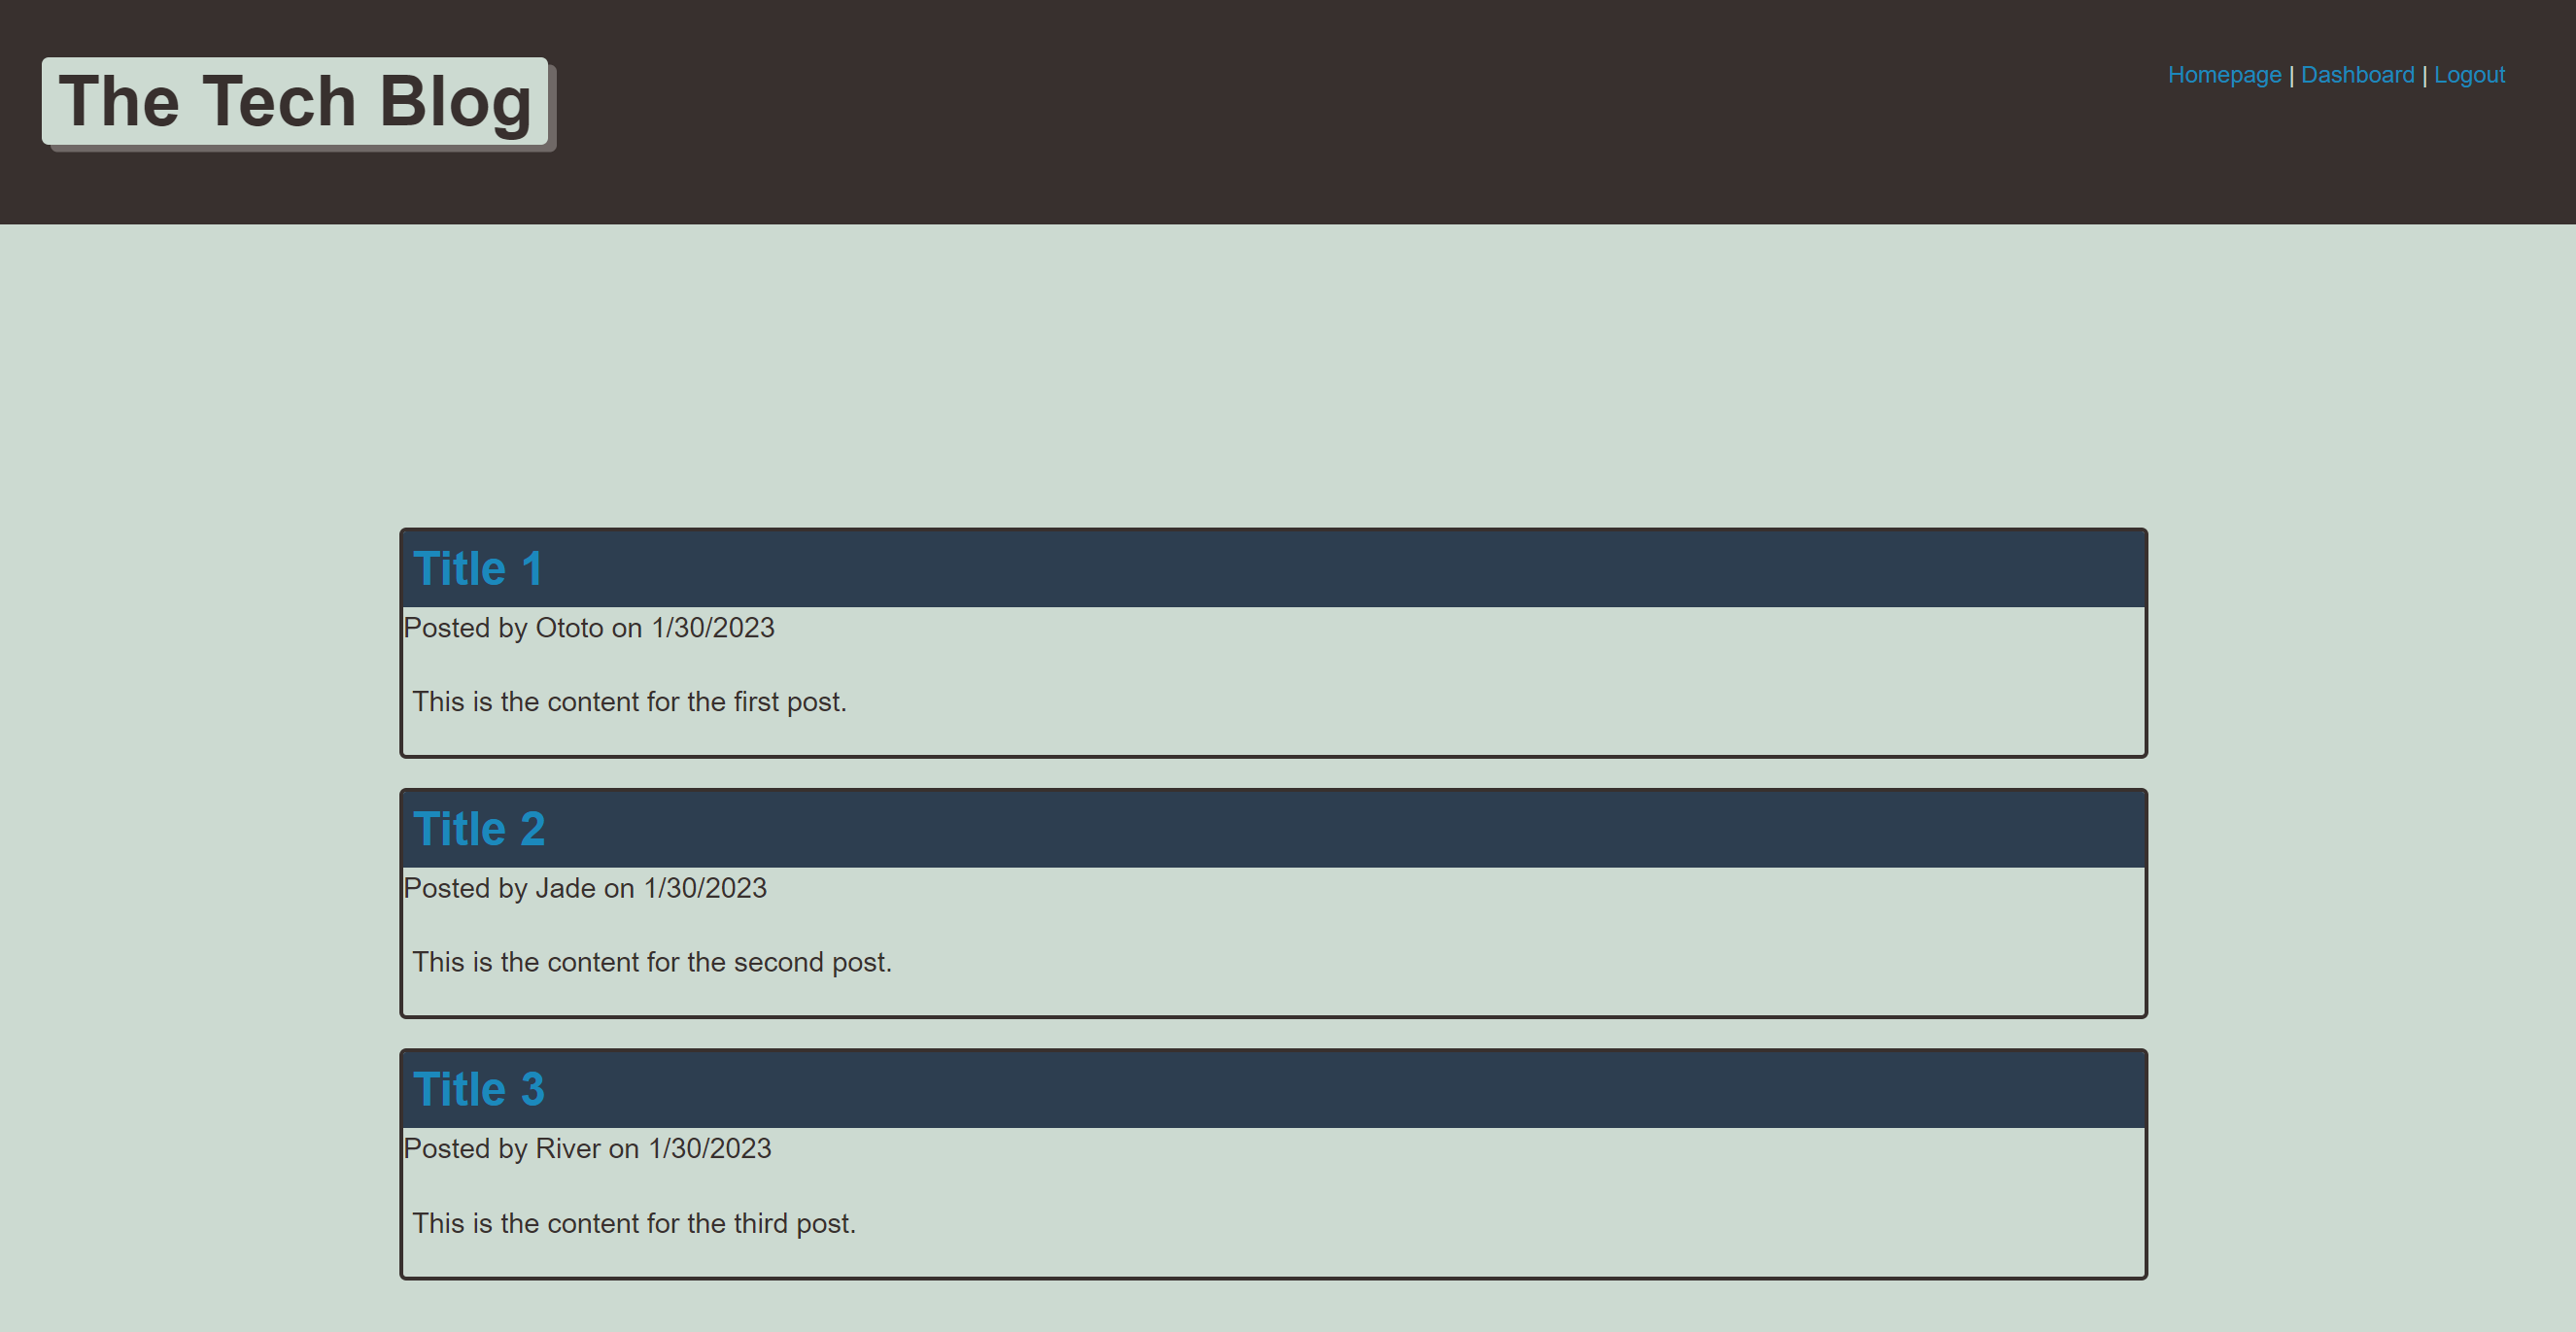 The Tech Blog
Homepage | Dashboard | Logout
Title 1
Posted by Ototo on 1/30/2023
This is the content for the first post.
Title 2
Posted by Jade on 1/30/2023
This is the content for the second post.
Title 3
Posted by River on 1/30/2023
This is the content for the third post.